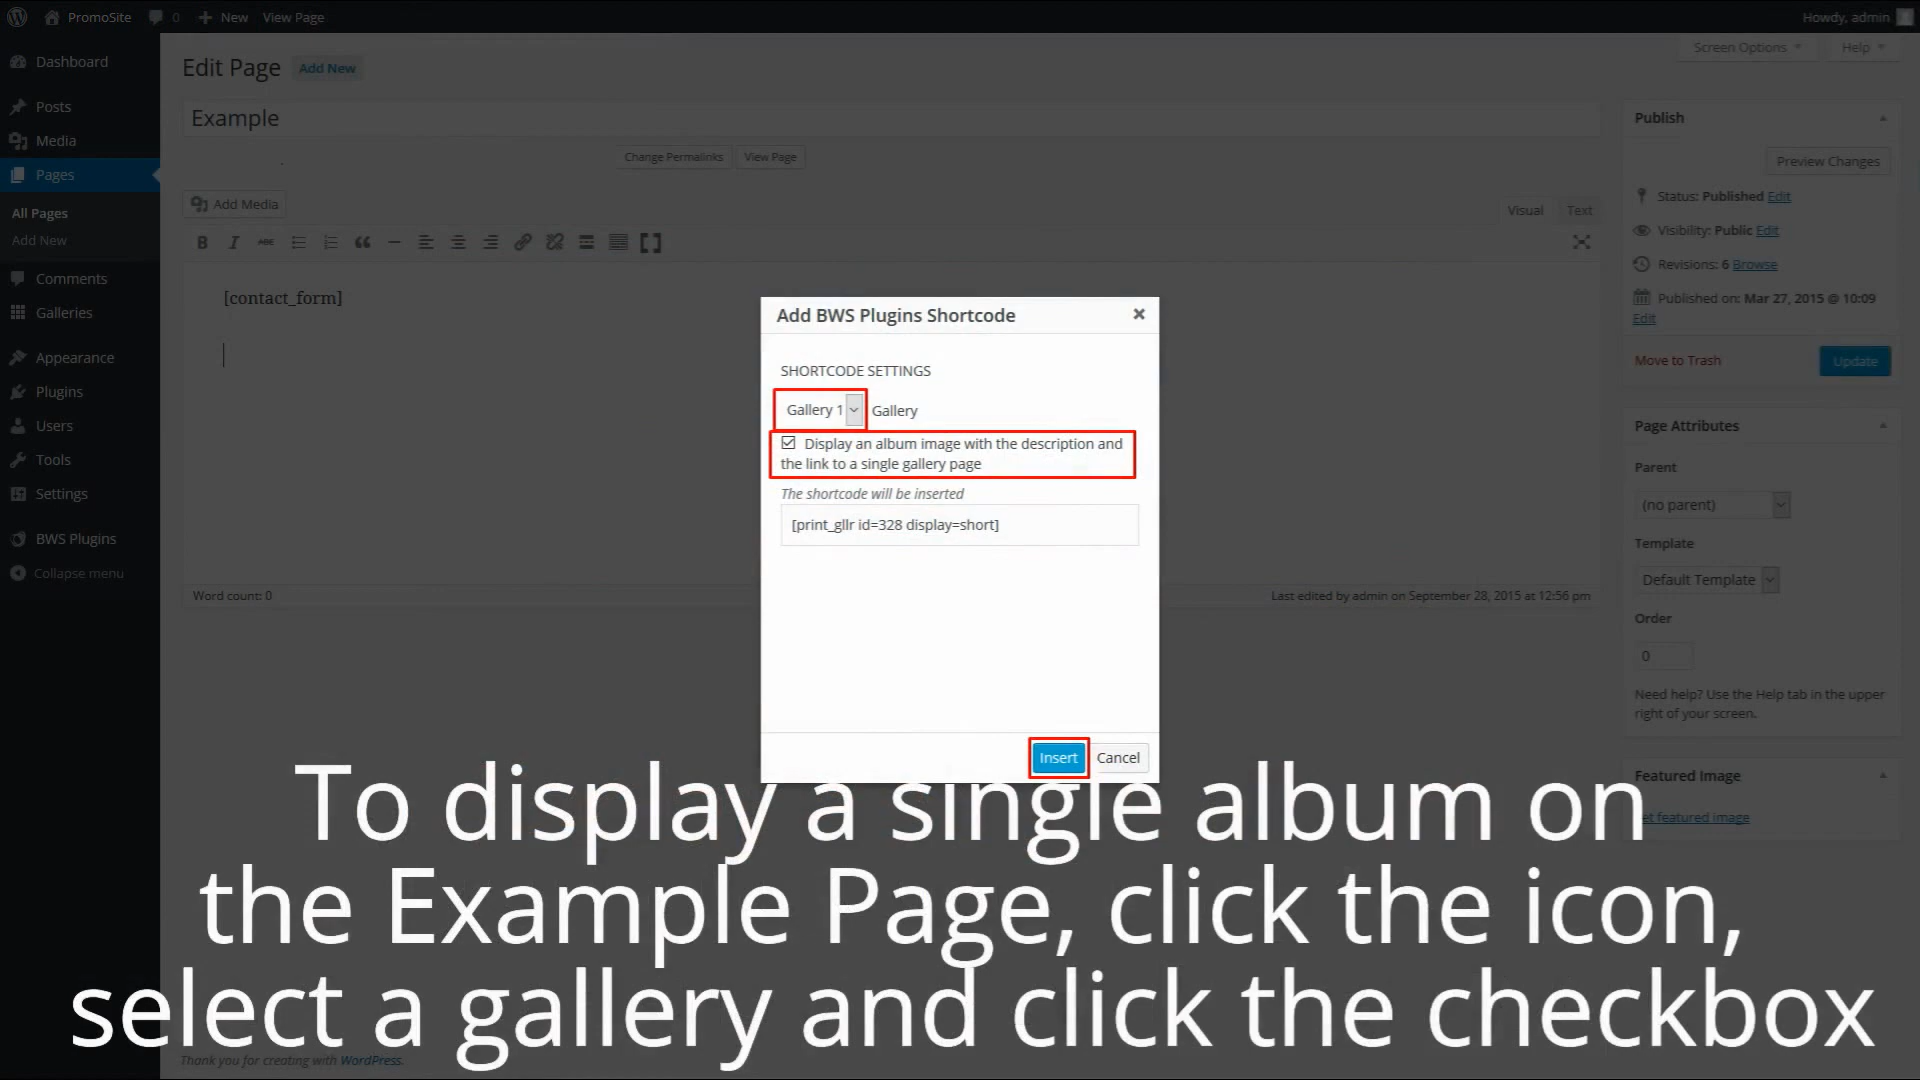 PromoSite 0 New View Page Howdy, admin
Screen Options Help
Dashboard
Posts
Media
Pages
All Pages
Add New
Comments
Galleries
Appearance
Plugins
Users
Tools
Settings
BWS Plugins
Collapse menu
Edit Page Add New
Example
Change Permalinks View Page
Add Media
Visual Text
B I ABC
[contact_form]
Word count: 0
Last edited by admin on September 28, 2015 at 12:56 pm
Add BWS Plugins Shortcode
SHORTCODE SETTINGS
Gallery 1 Gallery
Display an album image with the description and
the link to a single gallery page
The shortcode will be inserted
[print_gllr id=328 display=short]
Insert Cancel
Publish
Preview Changes
Status: Published Edit
Visibility: Public Edit
Revisions: 6 Browse
Published on: Mar 27, 2015 @ 10:09
Edit
Move to Trash Update
Page Attributes
Parent
(no parent)
Template
Default Template
Order
0
Need help? Use the Help tab in the upper
right of your screen.
Featured Image
et featured image
To display a single album on
the Example Page, click the icon,
select a gallery and click the checkbox
Thank you for creating with WordPress.